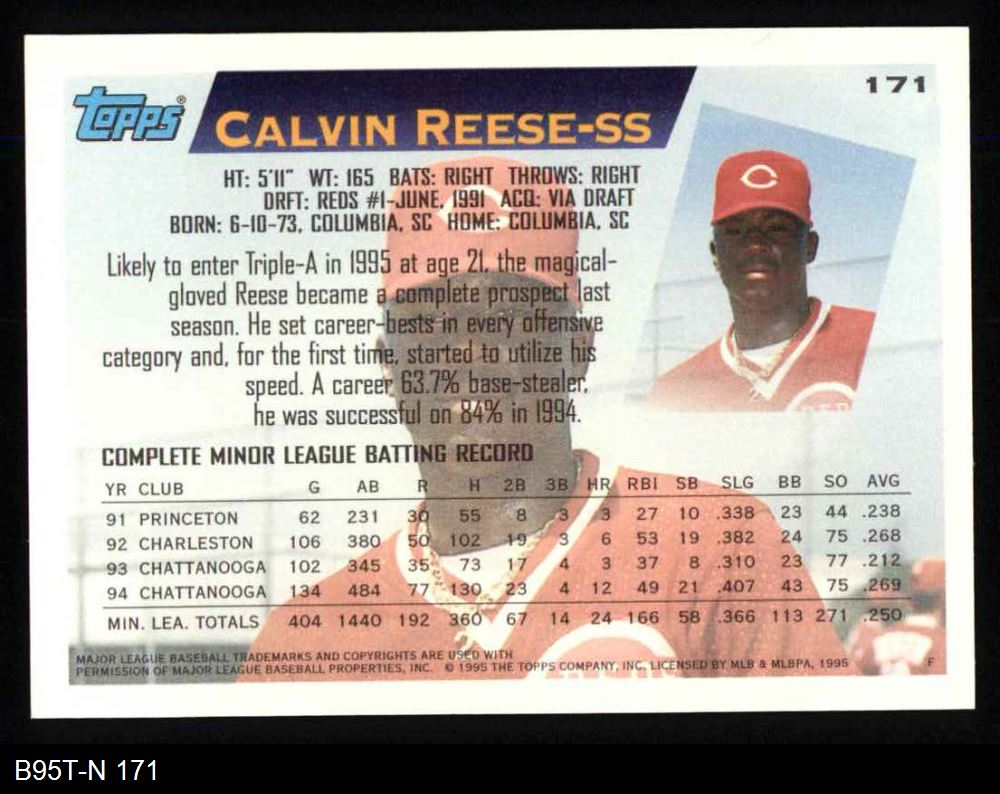 171
Topps®
CALVIN REESE-SS
HT: 5'11" WT: 165 BATS: RIGHT THROWS: RIGHT
DRFT: REDS #1-JUNE, 1991 ACQ: VIA DRAFT
BORN: 6-10-73, COLUMBIA, SC HOME: COLUMBIA, SC
Likely to enter Triple-A in 1995 at age 21, the magical-
gloved Reese became a complete prospect last
season. He set career-bests in every offensive
category and, for the first time, started to utilize his
speed. A career 63.7% base-stealer,
he was successful on 84% in 1994.
COMPLETE MINOR LEAGUE BATTING RECORD
YR CLUB G AB R H 2B 3B HR RBI SB SLG BB SO AVG
91 PRINCETON 62 231 30 55 8 3 3 27 10 .338 23 44 .238
92 CHARLESTON 106 380 50 102 19 3 6 53 19 .382 24 75 .268
93 CHATTANOOGA 102 345 35 73 17 4 3 37 8 .310 23 77 .212
94 CHATTANOOGA 134 484 77 130 23 4 12 49 21 .407 43 75 .269
MIN. LEA. TOTALS 404 1440 192 360 67 14 24 166 58 .366 113 271 .250
MAJOR LEAGUE BASEBALL TRADEMARKS AND COPYRIGHTS ARE USED WITH
PERMISSION OF MAJOR LEAGUE BASEBALL PROPERTIES, INC. © 1995 THE TOPPS COMPANY, INC. LICENSED BY MLB & MLBPA, 1995 F
B95T-N 171